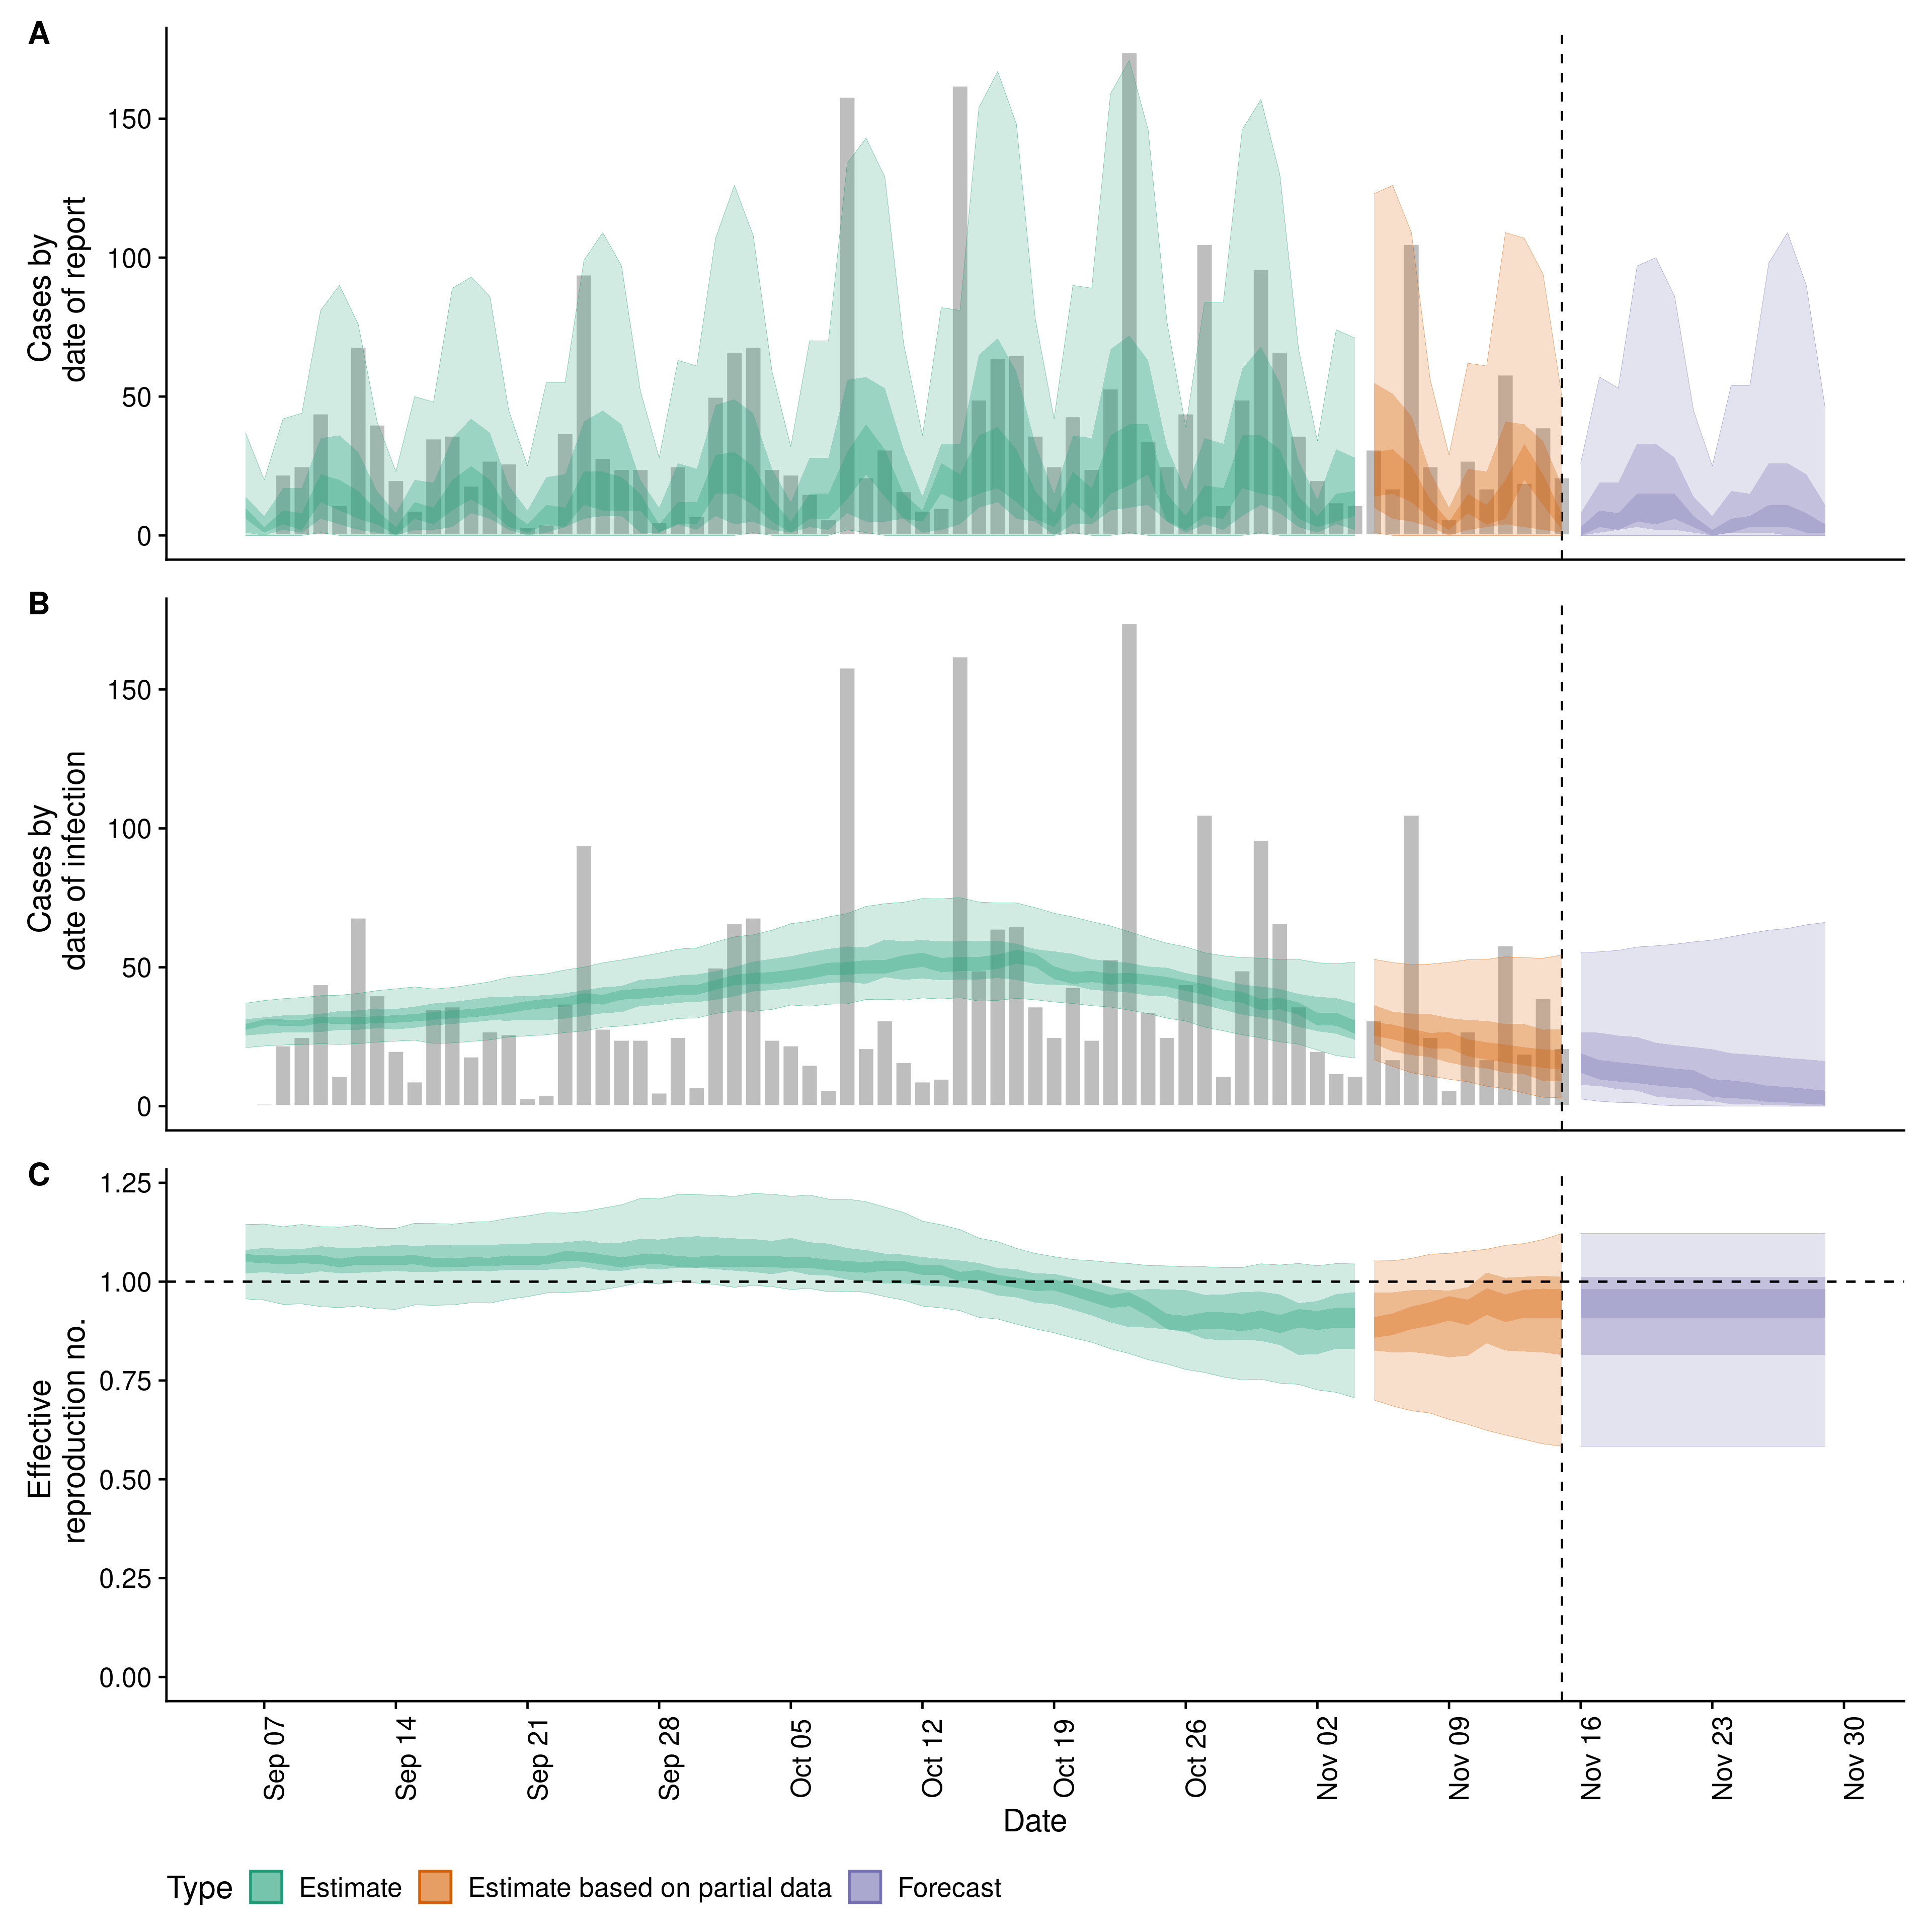 A
Cases by
date of report
150
100
50
0
B
Cases by
date of infection
150
100
50
0
C
Effective
reproduction no.
1.25
1.00
0.75
0.50
0.25
0.00
Sep 07
Sep 14
Sep 21
Sep 28
Oct 05
Oct 12
Oct 19
Oct 26
Nov 02
Nov 09
Nov 16
Nov 23
Nov 30
Date
Type Estimate Estimate based on partial data Forecast